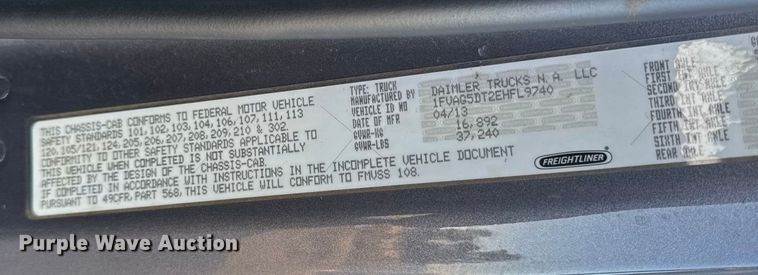 THIS CHASSIS-CAB CONFORMS TO FEDERAL MOTOR VEHICLE
SAFETY STANDARDS 101, 102, 103, 104, 106, 107, 111, 113
120, 105/121, 124, 205, 206, 207, 208, 209, 210 & 302.
CONFORMITY TO OTHER SAFETY STANDARDS APPLICABLE TO
THIS VEHICLE WHEN COMPLETED IS NOT SUBSTANTIALLY
AFFECTED BY THE DESIGN OF THE CHASSIS-CAB.
IF COMPLETED IN ACCORDANCE WITH INSTRUCTIONS IN THE INCOMPLETE VEHICLE DOCUMENT
PURSUANT TO 49CFR, PART 568, THIS VEHICLE WILL CONFORM TO FMVSS 108.
TYPE: TRUCK
MANUFACTURED BY DAIMLER TRUCKS N.A. LLC
VEHICLE ID NO 1FVAG5DT2EHFL9740
DATE OF MFR 04/13
GVWR-KG 16,892
GVWR-LBS 37,240
FREIGHTLINER
FRONT AXLE
FIRST INT
SECOND INT
THIRD INT AXLE
FOURTH
FIFTH INT
SIXTH INT AXLE
REAR AXLE
Purple Wave Auction